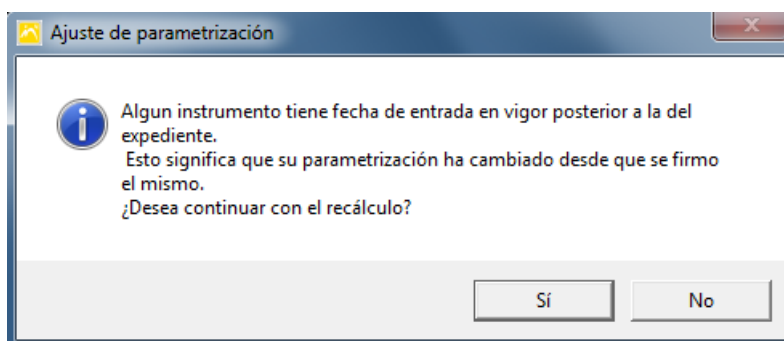 Ajuste de parametrización
Algun instrumento tiene fecha de entrada en vigor posterior a la del
expediente.
Esto significa que su parametrización ha cambiado desde que se firmo
el mismo.
¿Desea continuar con el recálculo?
Sí
No